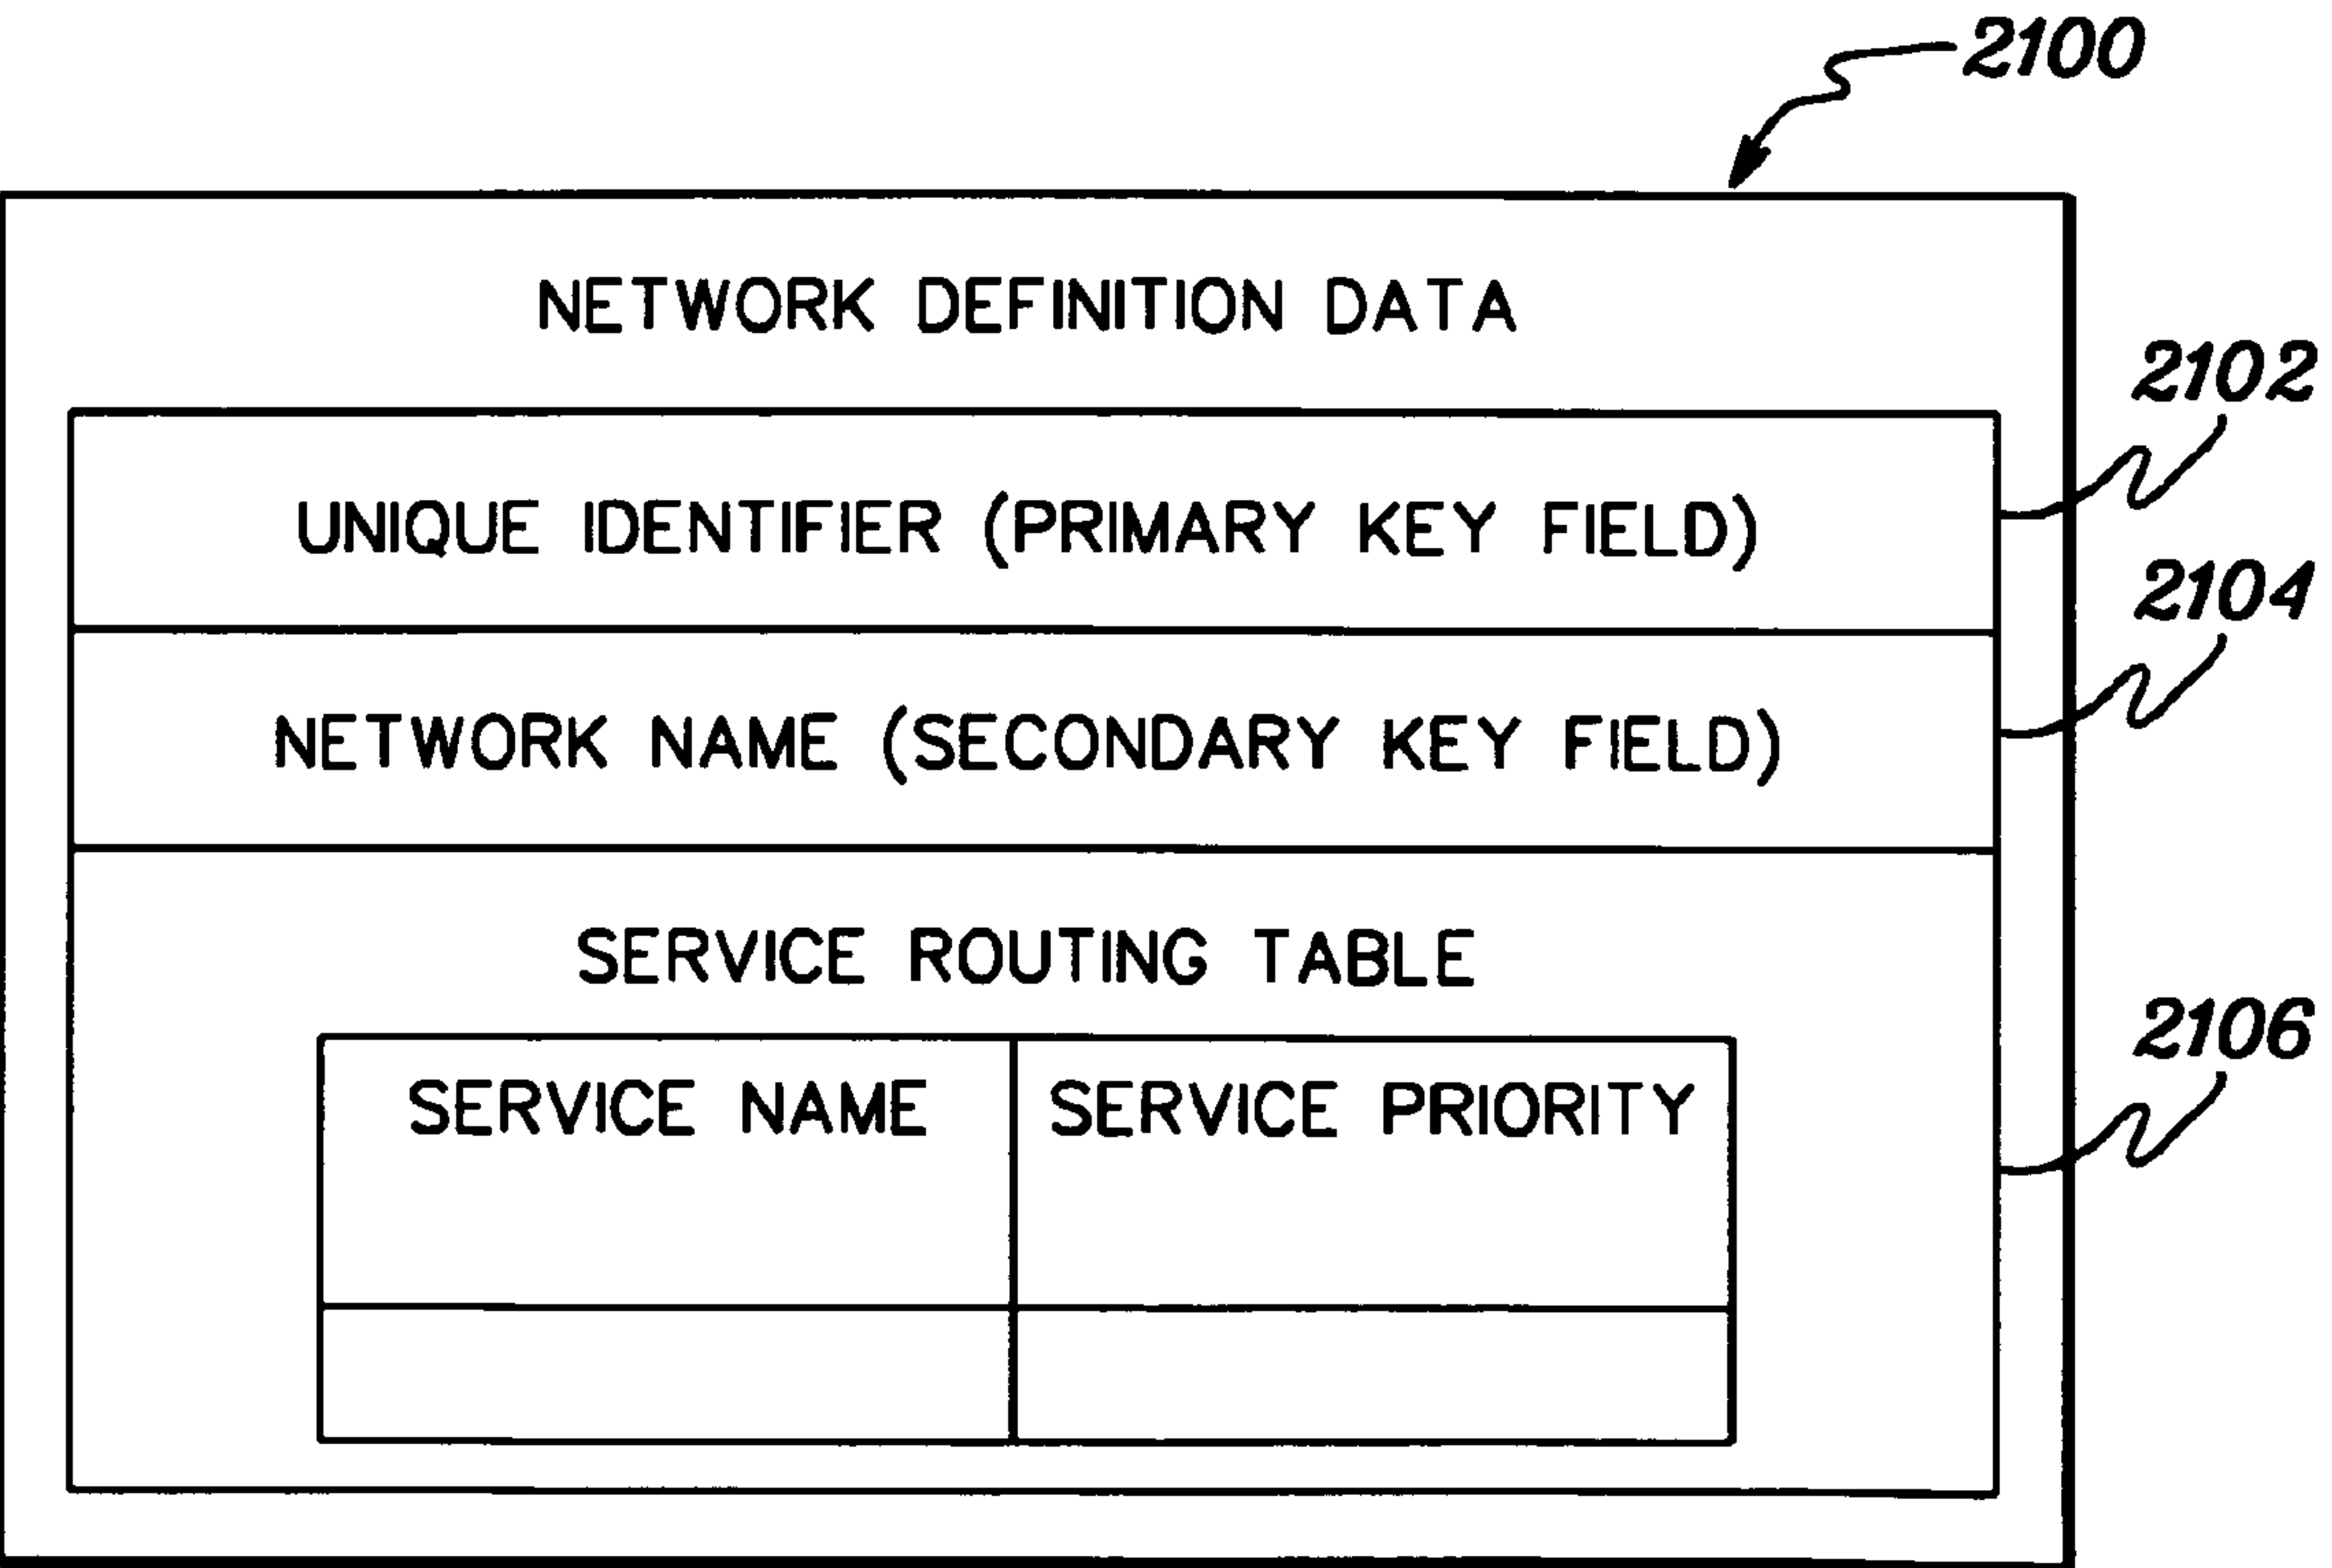 2100
NETWORK DEFINITION DATA
2102
UNIQUE IDENTIFIER (PRIMARY KEY FIELD)
2104
NETWORK NAME (SECONDARY KEY FIELD)
SERVICE ROUTING TABLE
2106
SERVICE NAME
SERVICE PRIORITY